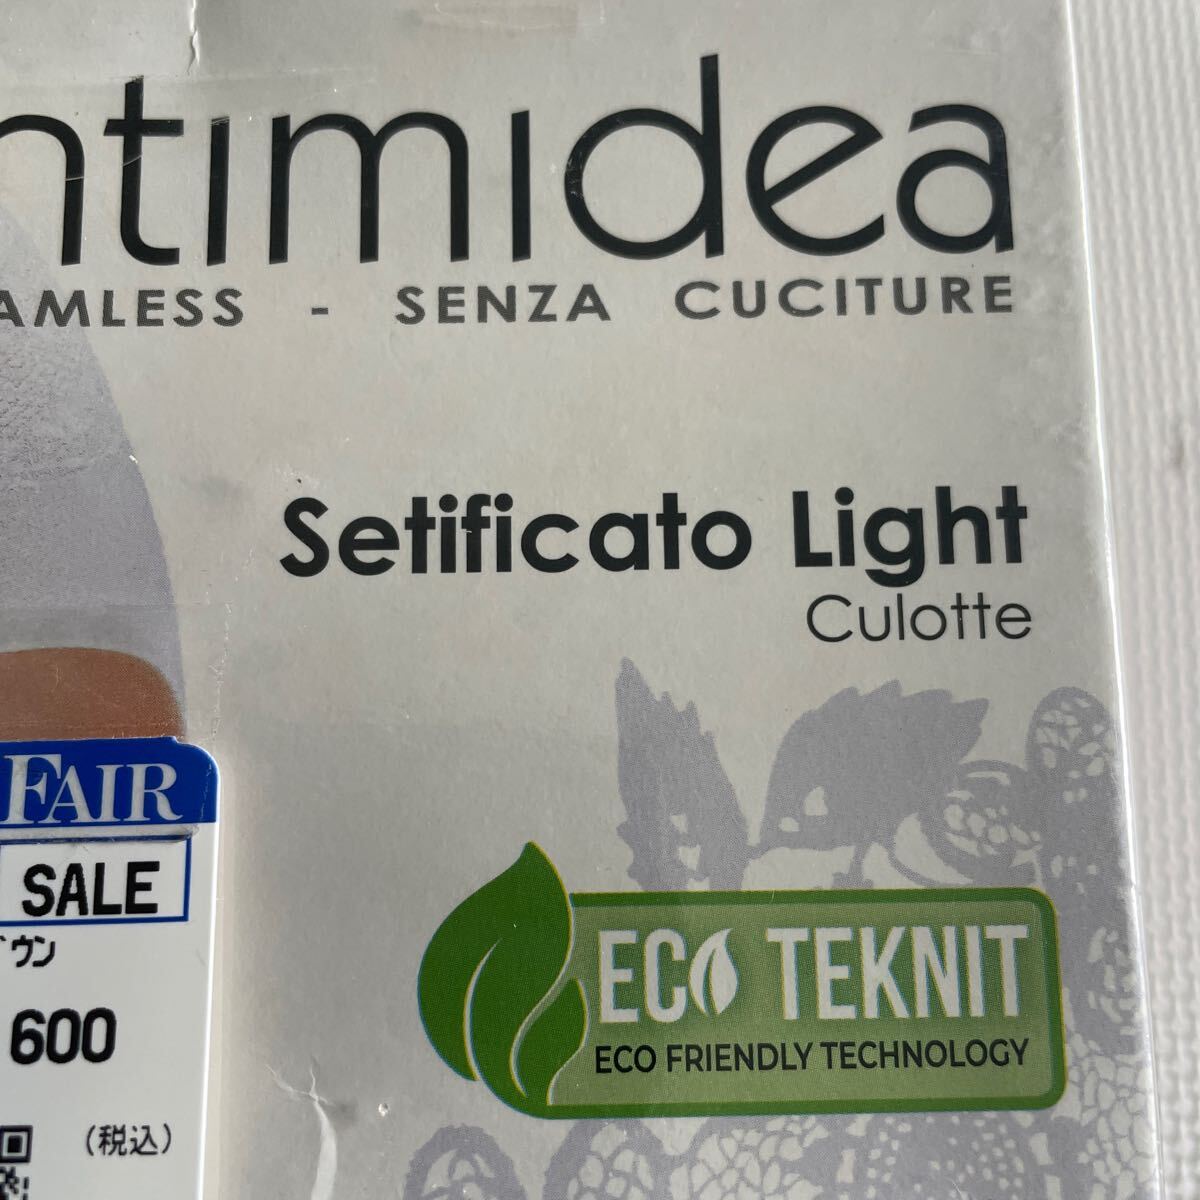 ntimidea
AMLESS - SENZA CUCITURE
Setificato Light
Culotte
FAIR
SALE
ウン
600
(税込)
ECO TEKNIT
ECO FRIENDLY TECHNOLOGY